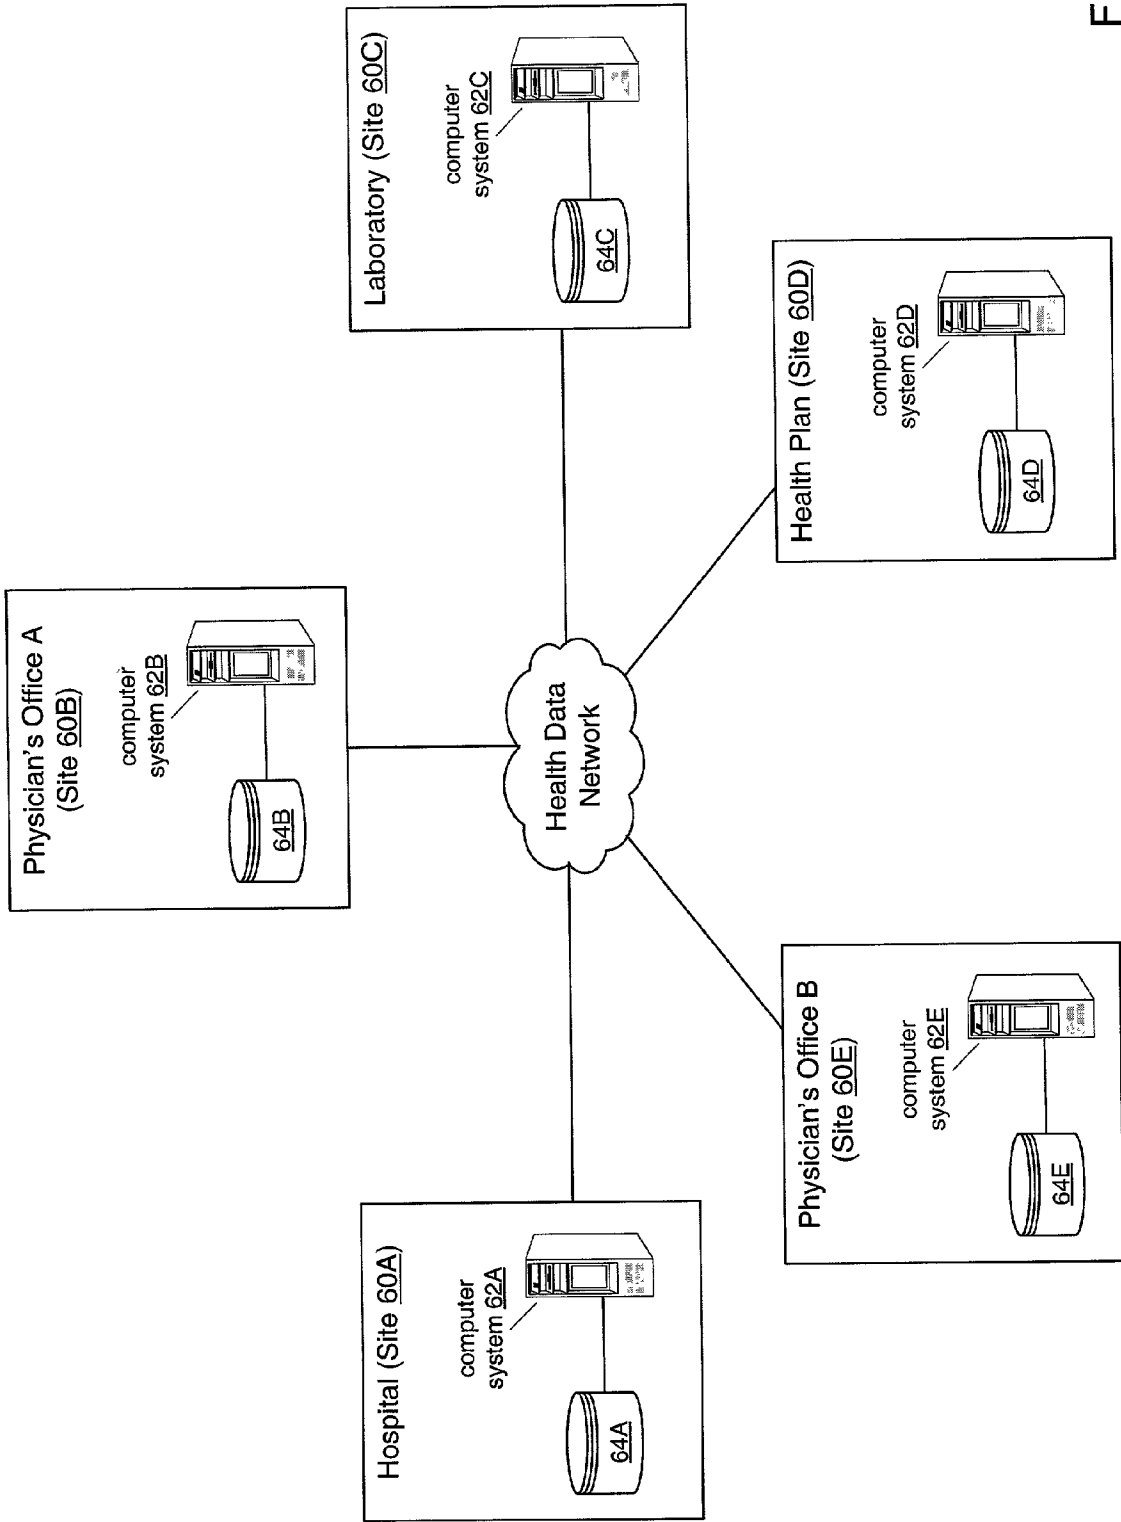 Physician's Office A
(Site 60B)
computer
system 62B
64B
Hospital (Site 60A)
computer
system 62A
64A
Health Data
Network
Laboratory (Site 60C)
computer
system 62C
64C
Physician's Office B
(Site 60E)
computer
system 62E
64E
Health Plan (Site 60D)
computer
system 62D
64D
F